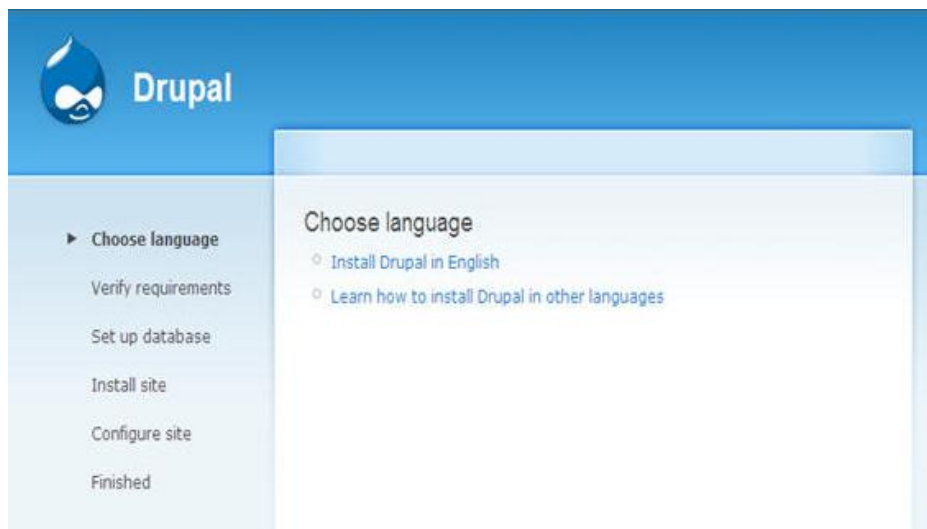 Drupal
Choose language
Verify requirements
Set up database
Install site
Configure site
Finished
Choose language
Install Drupal in English
Learn how to install Drupal in other languages